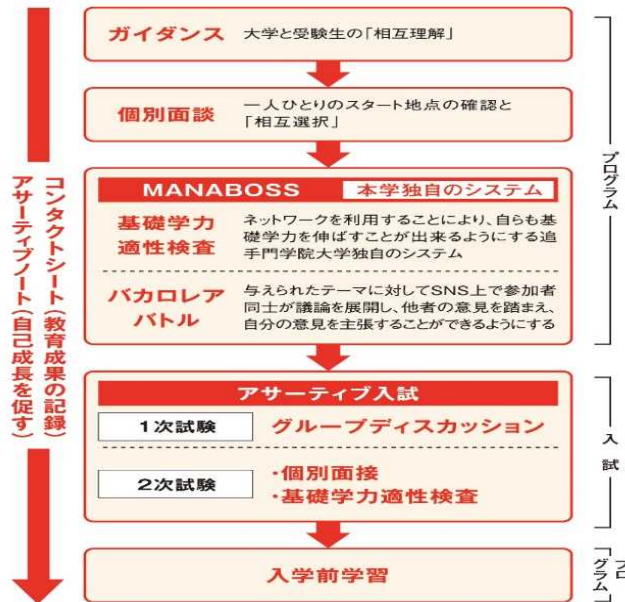 ガイダンス 大学と受験生の「相互理解」
個別面談 一人ひとりのスタート地点の確認と
「相互選択」
MANABOSS 本学独自のシステム
基礎学力
適性検査
ネットワークを利用することにより、自らも基
礎学力を伸ばすことが出来るようにする追
手門学院大学独自のシステム
バカロレア
バトル
与えられたテーマに対してSNS上で参加者
同士が議論を展開し、他者の意見を踏まえ、
自分の意見を主張することができるようにする
アサーティブ入試
1次試験 グループディスカッション
2次試験
・個別面接
・基礎学力適性検査
入学前学習
コンタクトシート(教育成果の記録)
アサーティブノート(自己成長を促す)
プログラム
入試
プロ
グラム